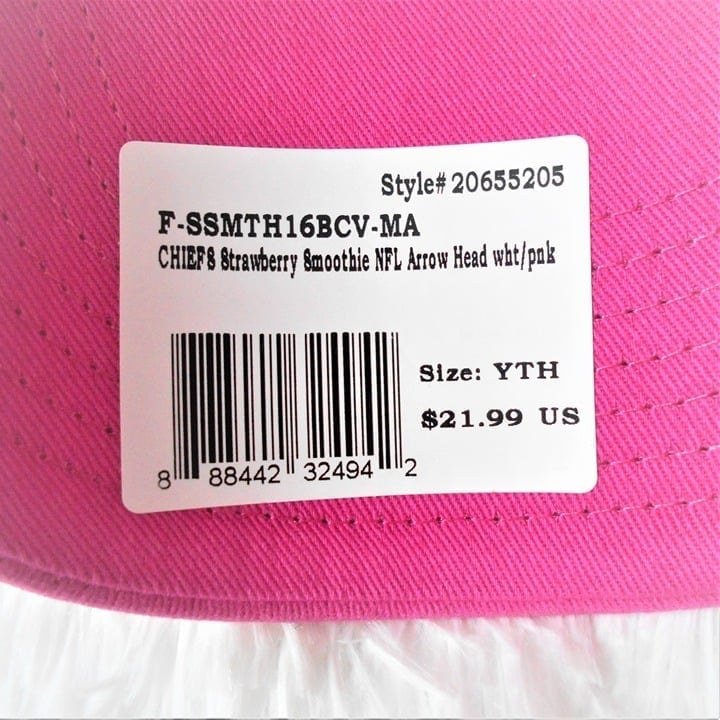 Style# 20655205
F-SSMTH16BCV-MA
CHIEFS Strawberry Smoothie NFL Arrow Head wht/pnk
Size: YTH
$21.99 US
8 88442 32494 2